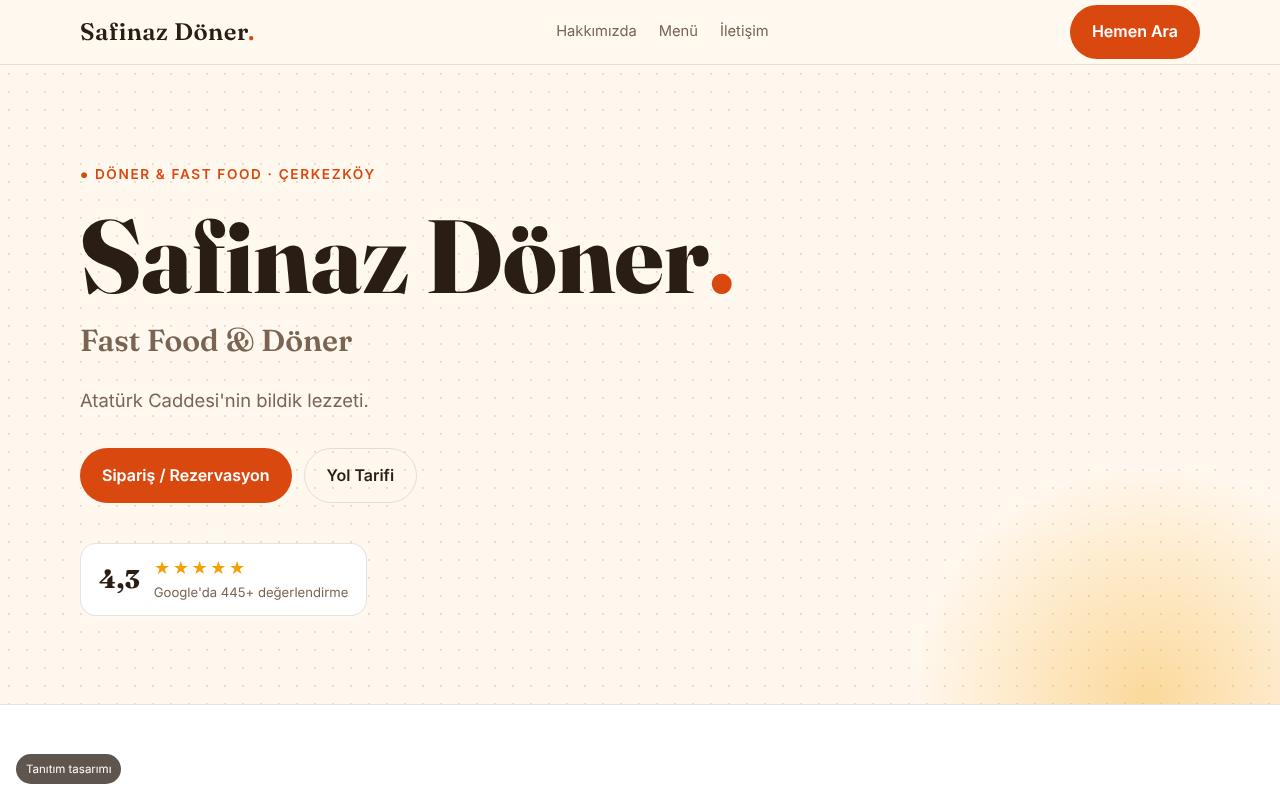 Safinaz Döner.
Hakkımızda Menü İletişim
Hemen Ara
● DÖNER & FAST FOOD · ÇERKEZKÖY
Safinaz Döner.
Fast Food & Döner
Atatürk Caddesi'nin bildik lezzeti.
Sipariş / Rezervasyon
Yol Tarifi
4,3
★★★★★
Google'da 445+ değerlendirme
Tanıtım tasarımı